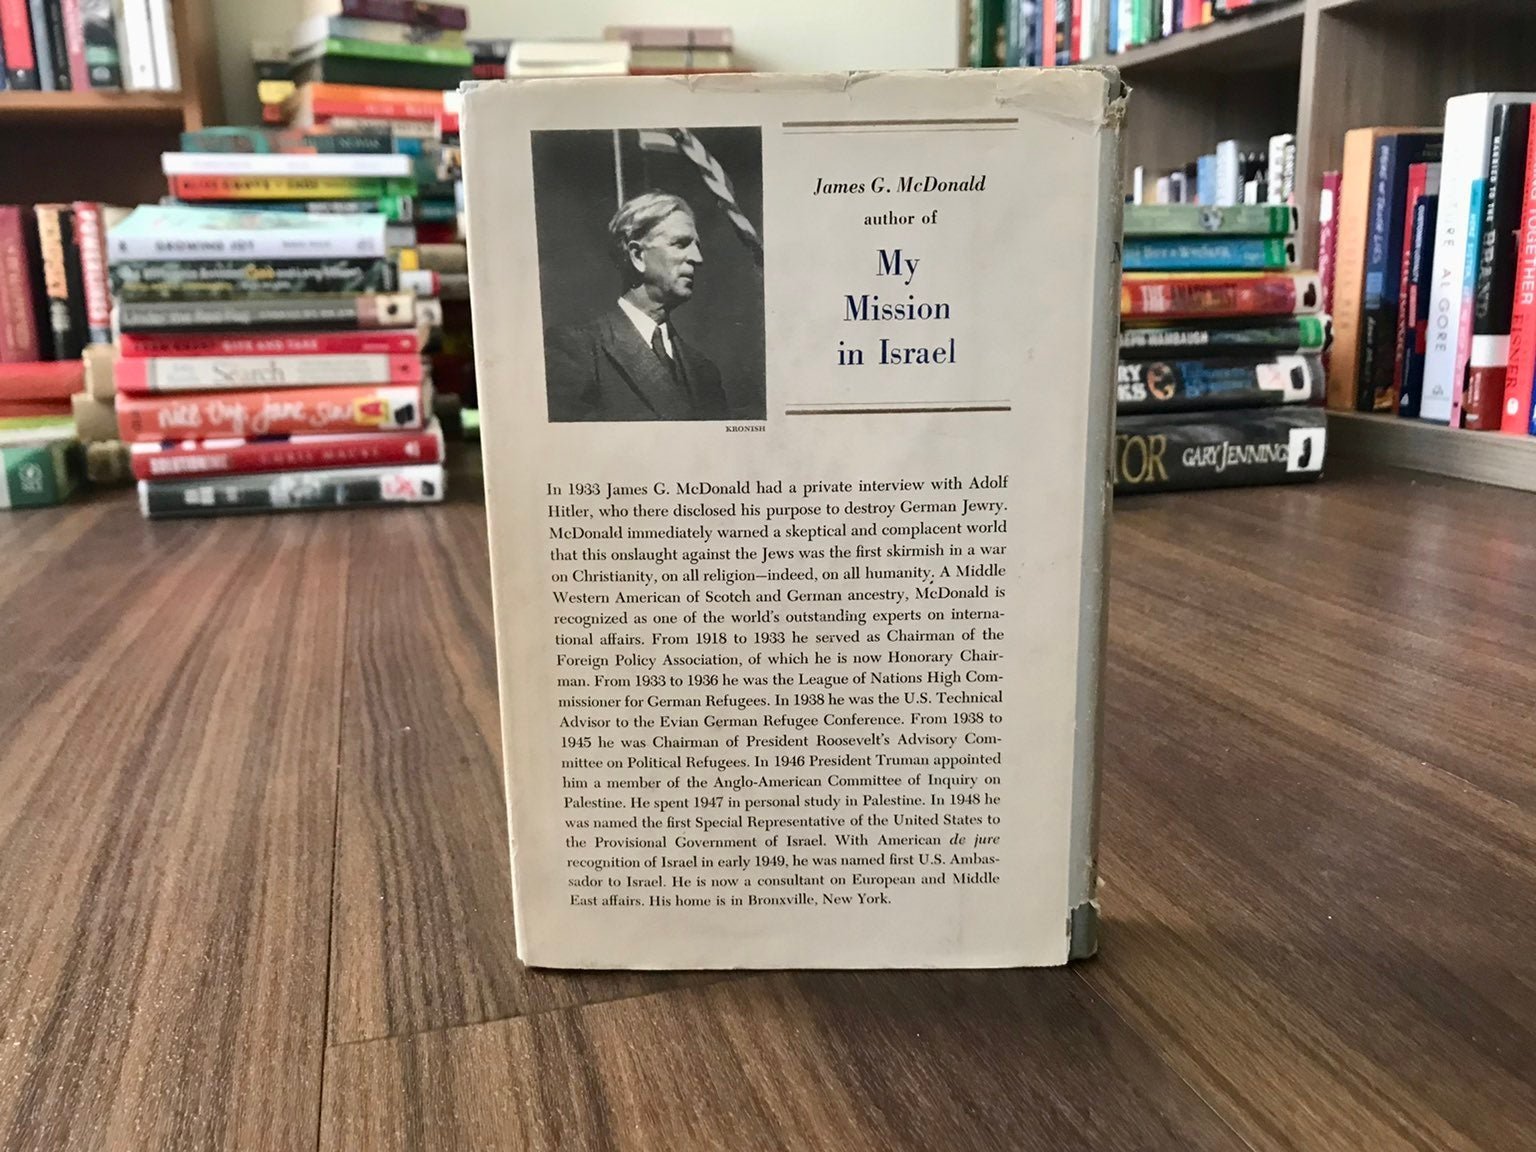 James G. McDonald
author of
My
Mission
in Israel
KRONISH
In 1933 James G. McDonald had a private interview with Adolf
Hitler, who there disclosed his purpose to destroy German Jewry.
McDonald immediately warned a skeptical and complacent world
that this onslaught against the Jews was the first skirmish in a war
on Christianity, on all religion—indeed, on all humanity. A Middle
Western American of Scotch and German ancestry, McDonald is
recognized as one of the world's outstanding experts on interna-
tional affairs. From 1918 to 1933 he served as Chairman of the
Foreign Policy Association, of which he is now Honorary Chair-
man. From 1933 to 1936 he was the League of Nations High Com-
missioner for German Refugees. In 1938 he was the U.S. Technical
Advisor to the Evian German Refugee Conference. From 1938 to
1945 he was Chairman of President Roosevelt's Advisory Com-
mittee on Political Refugees. In 1946 President Truman appointed
him a member of the Anglo-American Committee of Inquiry on
Palestine. He spent 1947 in personal study in Palestine. In 1948 he
was named the first Special Representative of the United States to
the Provisional Government of Israel. With American de jure
recognition of Israel in early 1949, he was named first U.S. Ambas-
sador to Israel. He is now a consultant on European and Middle
East affairs. His home is in Bronxville, New York.
GROWING JOY
Search
THE
TOR GARY JENNINGS
AL GORE
MARRIED TO THE
TOGETHER EISNER